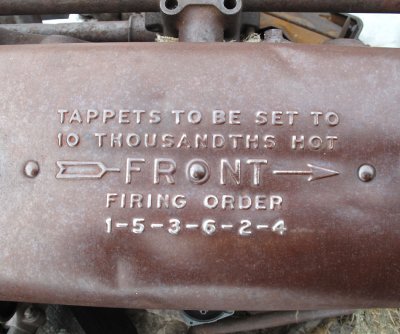 TAPPETS TO BE SET TO
10 THOUSANDTHS HOT
FRONT
FIRING ORDER
1-5-3-6-2-4